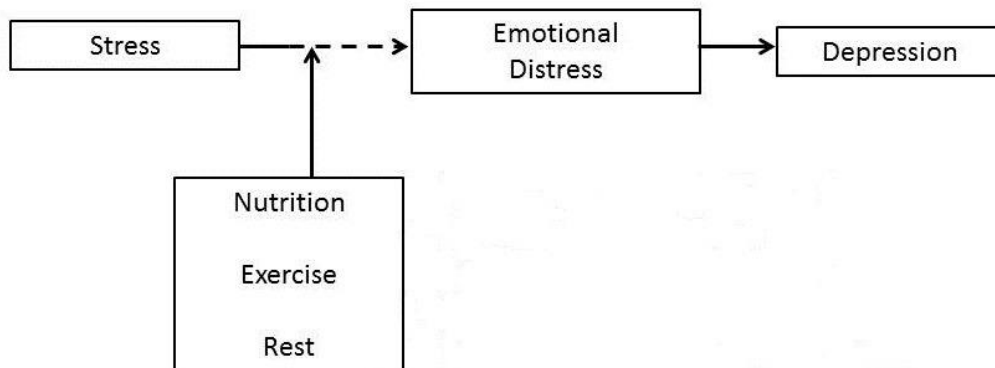 Stress
Emotional
Distress
Depression
Nutrition
Exercise
Rest